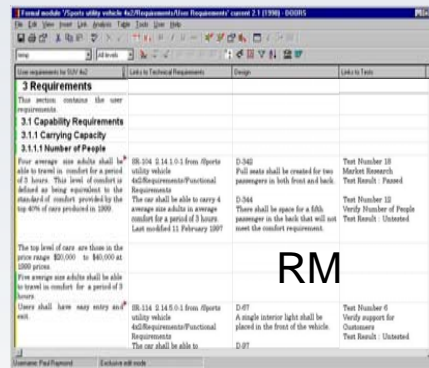 Formal module '/Sports utility vehicle 4x2/Requirements/User Requirements' current 2.1 (1998) - DOORS
File Edit View Insert Link Analysis Table Tools User Help
temp All levels
User requirements for SUV 4x2 Links to Technical Requirements Design Links to Tests
3 Requirements
This section contains the user
requirements.
3.1 Capability Requirements
3.1.1 Carrying Capacity
3.1.1.1 Number of People
Four average size adults shall be
able to travel in comfort for a period
of 3 hours. This level of comfort is
defined as being equivalent to the
standard of comfort provided by the
top 40% of cars produced in 1999.
SR-104 S.14.1.0-1 from /Sports
utility vehicle
4x2/Requirements/Functional
Requirements
The car shall be able to carry 4
average size adults in average
comfort for a period of 3 hours.
Last modified 11 February 1997
D-342
Full seats shall be created for two
passengers in both front and back.
D-344
There shall be space for a fifth
passenger in the back that will not
meet the comfort requirement.
Test Number 18
Market Research
Test Result : Passed
Test Number 12
Verify Number of People
Test Result : Untested
The top level of cars are those in the
price range $20,000 to $40,000 at
1999 prices.
Five average size adults shall be able
to travel in comfort for a period of 3
hours
RM
Users shall have easy entry and
exit.
SR-114 S.14.5.0-1 from /Sports
utility vehicle
4x2/Requirements/Functional
Requirements
The car shall be able to
D-67
A single interior light shall be
placed in the front of the vehicle.
D-97
Test Number 6
Verify support for
Customers
Test Result : Untested
Username: Paul Raymond Exclusive edit mode